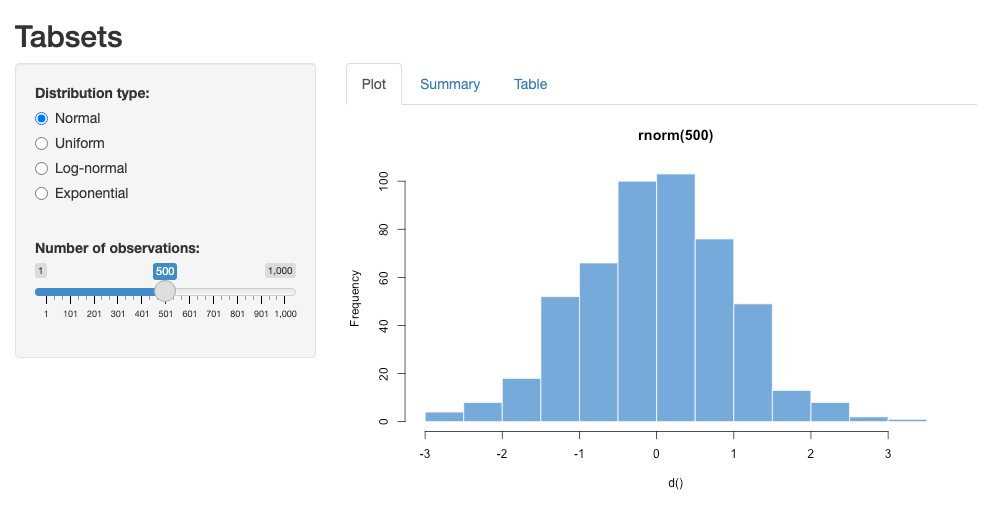 Tabsets
Distribution type:
Normal
Uniform
Log-normal
Exponential
Number of observations:
1 500 1,000
1 101 201 301 401 501 601 701 801 901 1,000
Plot Summary Table
rnorm(500)
Frequency
100
80
60
40
20
0
-3 -2 -1 0 1 2 3
d()